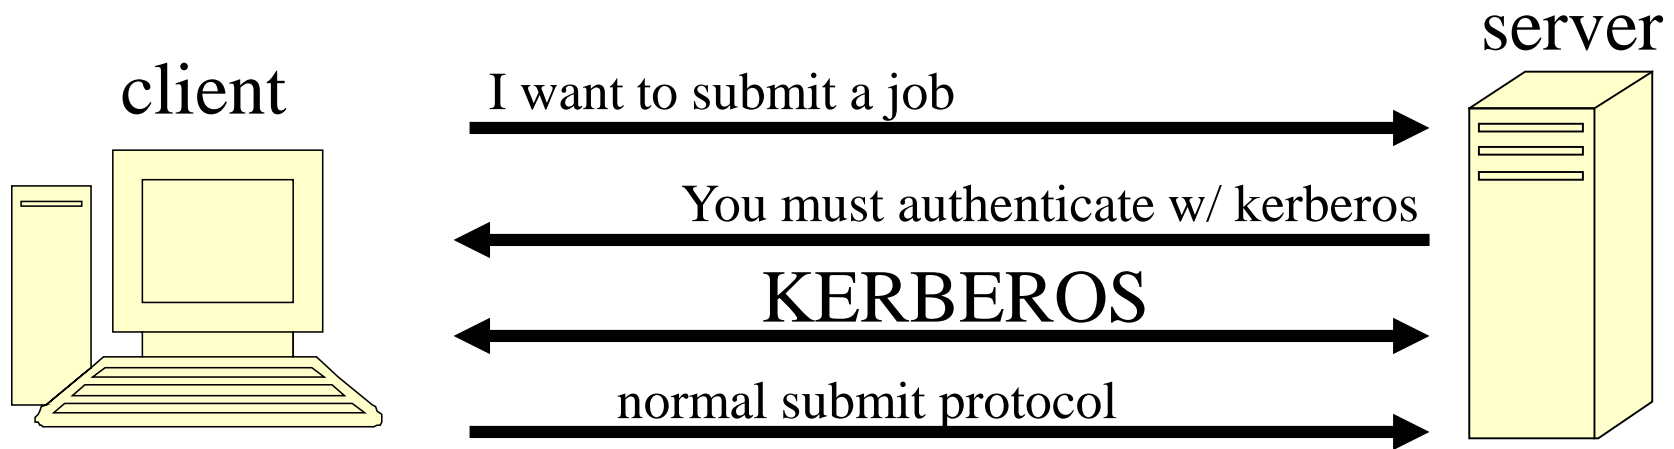 server
client
I want to submit a job
You must authenticate w/ kerberos
KERBEROS
normal submit protocol